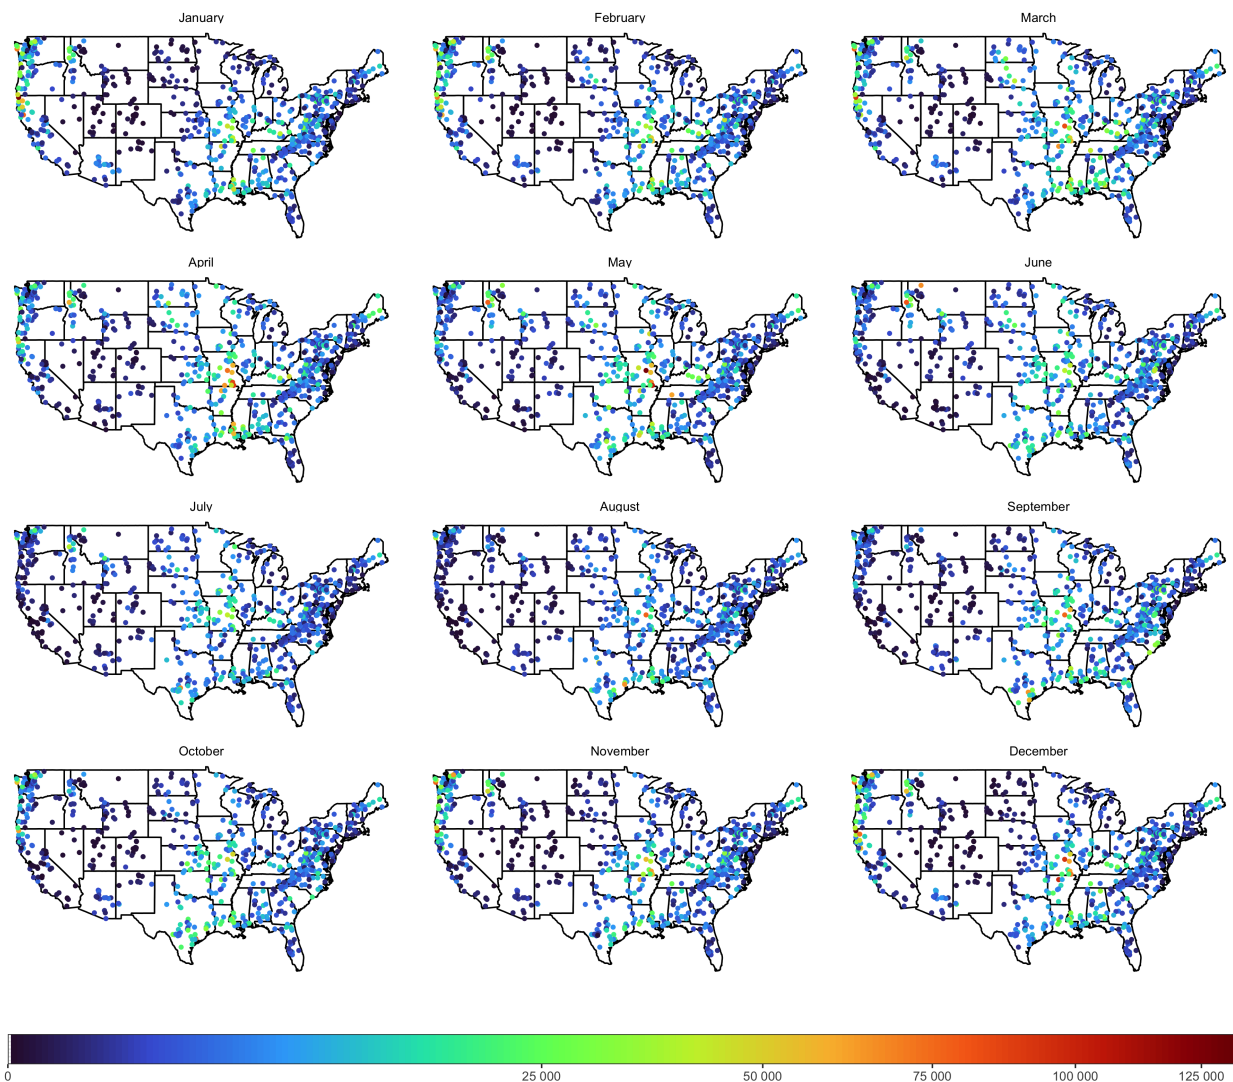 January February March
April May June
July August September
October November December
0 25 000 50 000 75 000 100 000 125 000